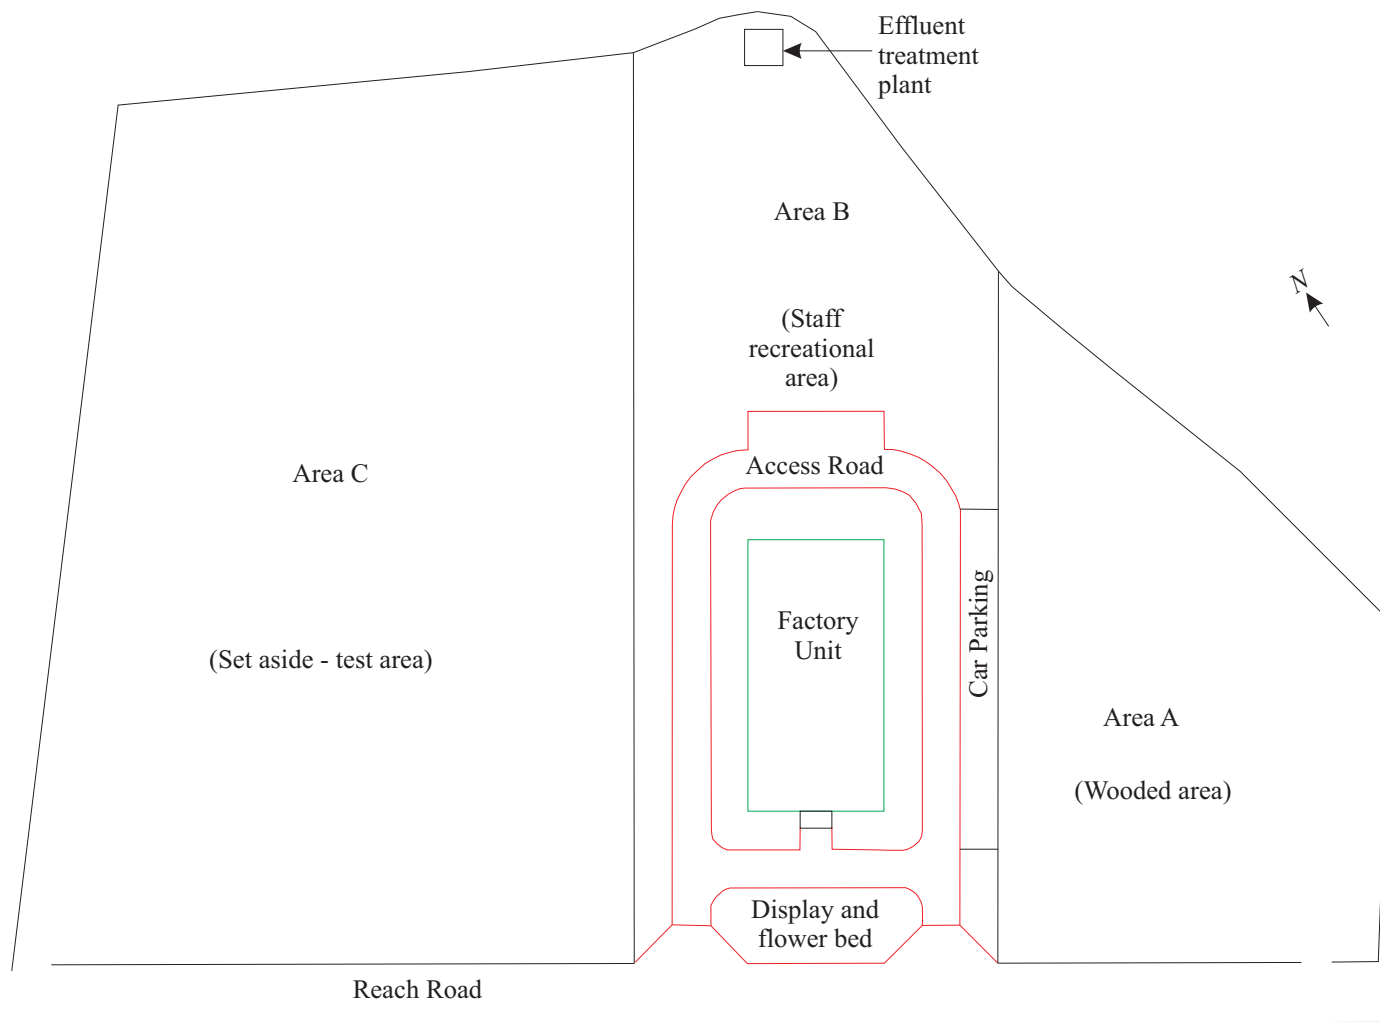 Effluent
treatment
plant
Area B
N
(Staff
recreational
area)
Area C
Access Road
Car Parking
Factory
Unit
(Set aside - test area)
Area A
(Wooded area)
Display and
flower bed
Reach Road